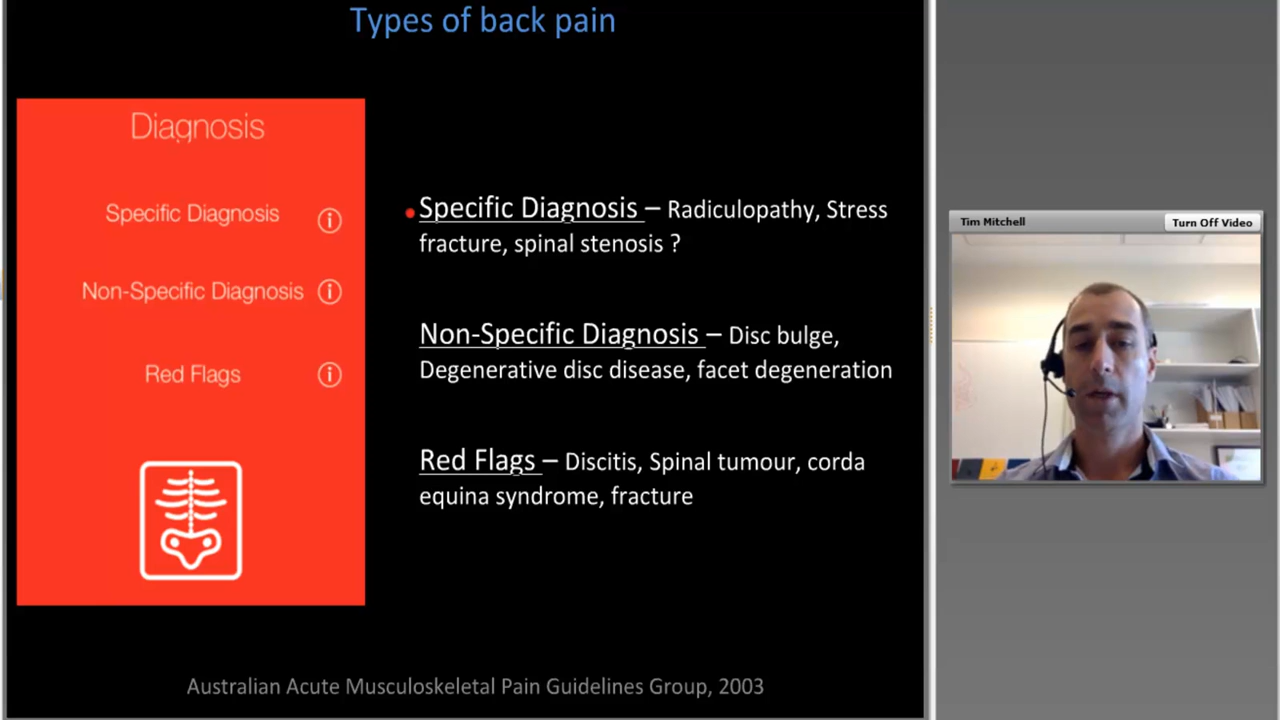 Types of back pain
Diagnosis
Specific Diagnosis
Non-Specific Diagnosis
Red Flags
Specific Diagnosis – Radiculopathy, Stress
fracture, spinal stenosis ?
Non-Specific Diagnosis – Disc bulge,
Degenerative disc disease, facet degeneration
Red Flags – Discitis, Spinal tumour, corda
equina syndrome, fracture
Australian Acute Musculoskeletal Pain Guidelines Group, 2003
Tim Mitchell
Turn Off Video